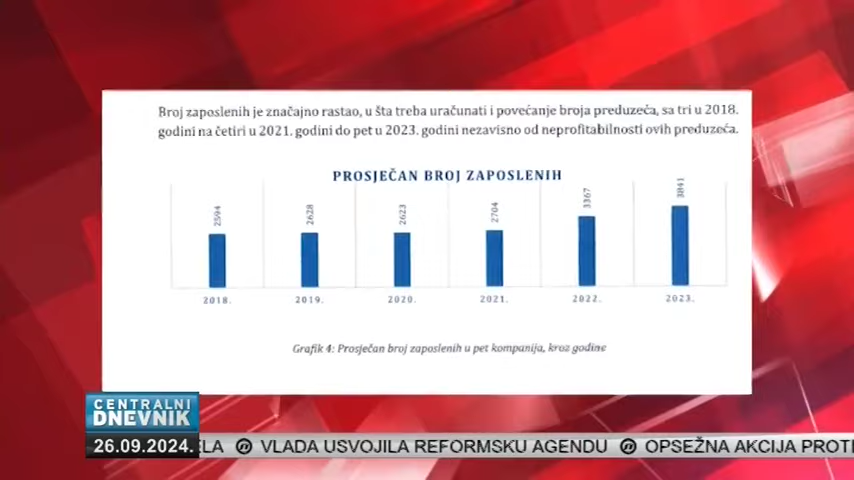 Broj zaposlenih je značajno rastao, u šta treba uračunati i povećanje broja preduzeća, sa tri u 2018.
godini na četiri u 2021. godini do pet u 2023. godini nezavisno od neprofitabilnosti ovih preduzeća.
PROSJEČAN BROJ ZAPOSLENIH
2594 2628 2623 2704 3367 3841
2018. 2019. 2020. 2021. 2022. 2023.
Grafik 4: Prosječan broj zaposlenih u pet kompanija, kroz godine
CENTRALNI
DNEVNIK
26.09.2024. ELA VLADA USVOJILA REFORMSKU AGENDU OPSEŽNA AKCIJA PROTI